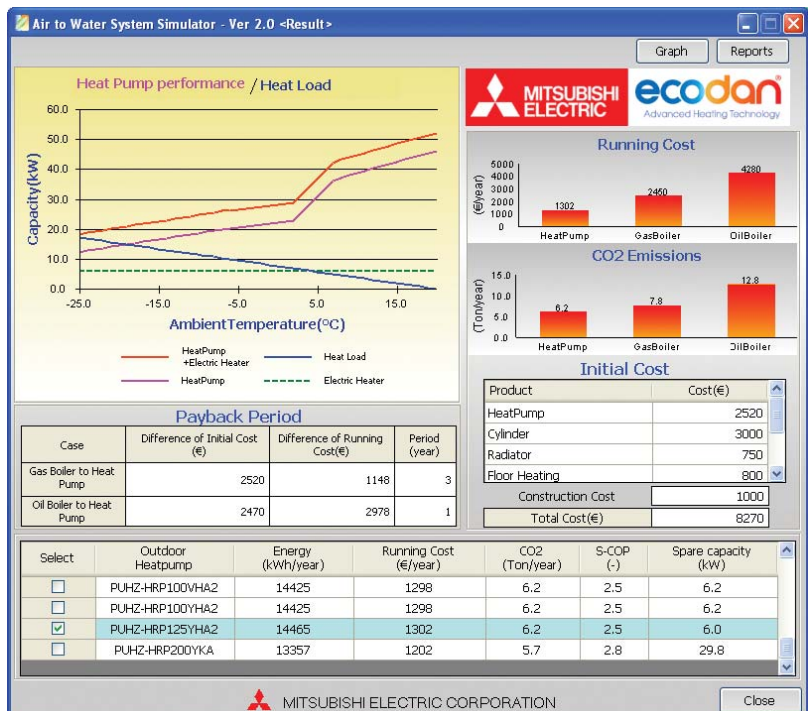 Air to Water System Simulator - Ver 2.0 <Result>
Graph Reports
Heat Pump performance / Heat Load
Capacity(kW)
60.0
50.0
40.0
30.0
20.0
10.0
0.0
-25.0 -15.0 -5.0 5.0 15.0
AmbientTemperature(°C)
HeatPump
+Electric Heater
Heat Load
HeatPump
Electric Heater
MITSUBISHI
ELECTRIC
ecodan®
Advanced Heating Technology
Running Cost
(€/year)
5000
4000
3000
2000
1000
0
1302 2450 4280
HeatPump GasBoiler OilBoiler
CO2 Emissions
(Ton/year)
15.0
10.0
5.0
0.0
6.2 7.8 12.8
HeatPump GasBoiler OilBoiler
Initial Cost
Product Cost(€)
HeatPump 2520
Cylinder 3000
Radiator 750
Floor Heating 800
Construction Cost 1000
Total Cost(€) 8270
Payback Period
Case Difference of Initial Cost (€) Difference of Running Cost(€) Period (year)
Gas Boiler to Heat Pump 2520 1148 3
Oil Boiler to Heat Pump 2470 2978 1
Select Outdoor Heatpump Energy (kWh/year) Running Cost (€/year) CO2 (Ton/year) S-COP (-) Spare capacity (kW)
PUHZ-HRP100VHA2 14425 1298 6.2 2.5 6.2
PUHZ-HRP100YHA2 14425 1298 6.2 2.5 6.2
PUHZ-HRP125YHA2 14465 1302 6.2 2.5 6.0
PUHZ-HRP200YKA 13357 1202 5.7 2.8 29.8
MITSUBISHI ELECTRIC CORPORATION
Close